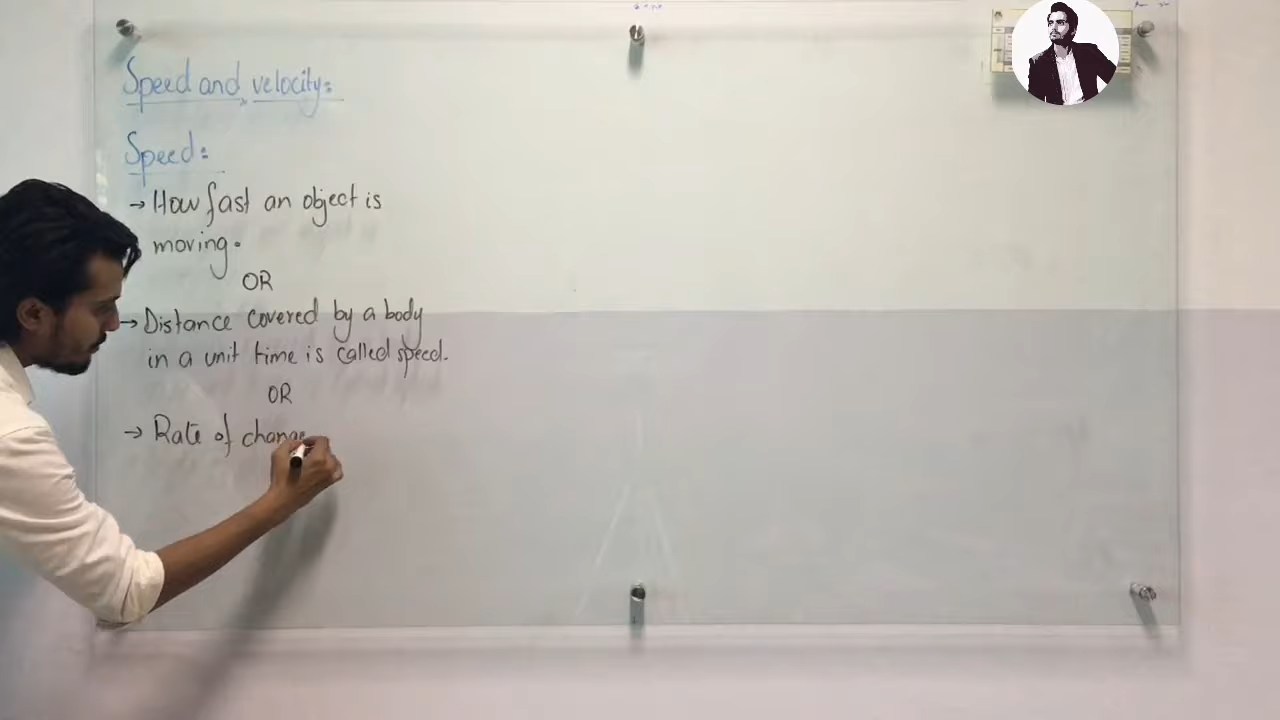 Speed and velocity:
Speed:
→ How fast an object is
moving.
OR
→ Distance covered by a body
in a unit time is called speed.
OR
→ Rate of change